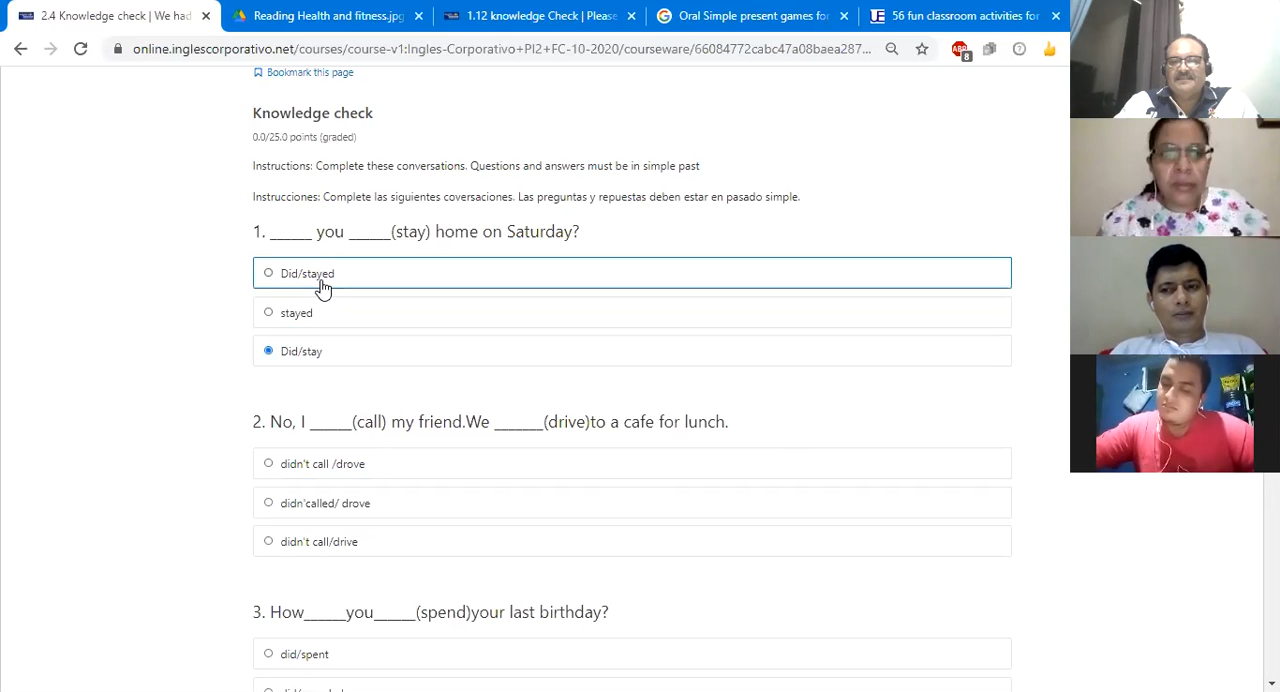 2.4 Knowledge check | We had
Reading Health and fitness.jpg
1.12 knowledge Check | Please
Oral Simple present games for
56 fun classroom activities for
online.inglescorporativo.net/courses/course-v1:Ingles-Corporativo+PI2+FC-10-2020/courseware/66084772cabc47a08baea287...
ABP
8
Bookmark this page
Knowledge check
0.0/25.0 points (graded)
Instructions: Complete these conversations. Questions and answers must be in simple past
Instrucciones: Complete las siguientes coversaciones. Las preguntas y repuestas deben estar en pasado simple.
1. ______ you ______(stay) home on Saturday?
Did/stayed
stayed
Did/stay
2. No, I ______(call) my friend.We _______(drive)to a cafe for lunch.
didn't call /drove
didn'called/ drove
didn't call/drive
3. How______you______(spend)your last birthday?
did/spent